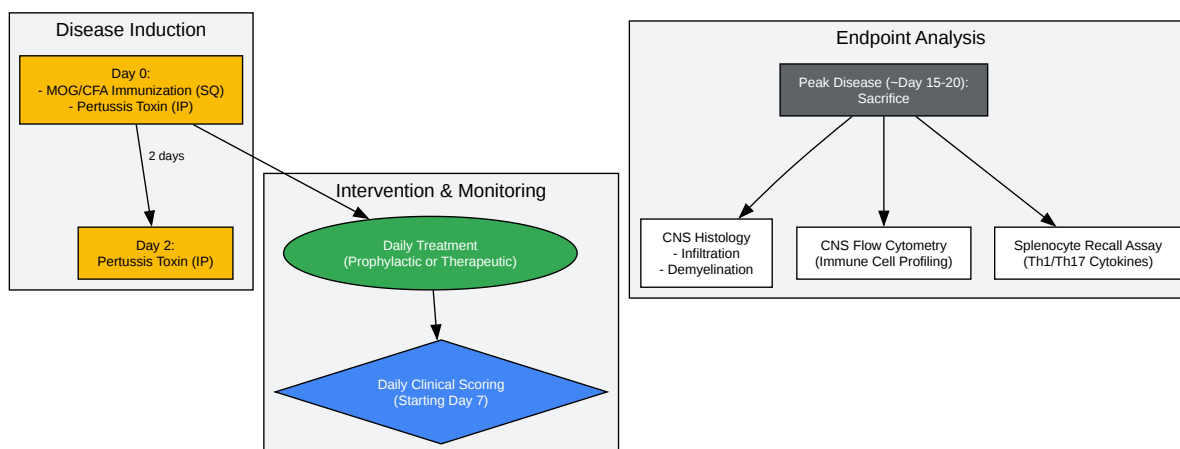 Disease Induction
Day 0:
- MOG/CFA Immunization (SQ)
- Pertussis Toxin (IP)
2 days
Day 2:
Pertussis Toxin (IP)
Intervention & Monitoring
Daily Treatment
(Prophylactic or Therapeutic)
Daily Clinical Scoring
(Starting Day 7)
Endpoint Analysis
Peak Disease (~Day 15-20):
Sacrifice
CNS Histology
- Infiltration
- Demyelination
CNS Flow Cytometry
(Immune Cell Profiling)
Splenocyte Recall Assay
(Th1/Th17 Cytokines)